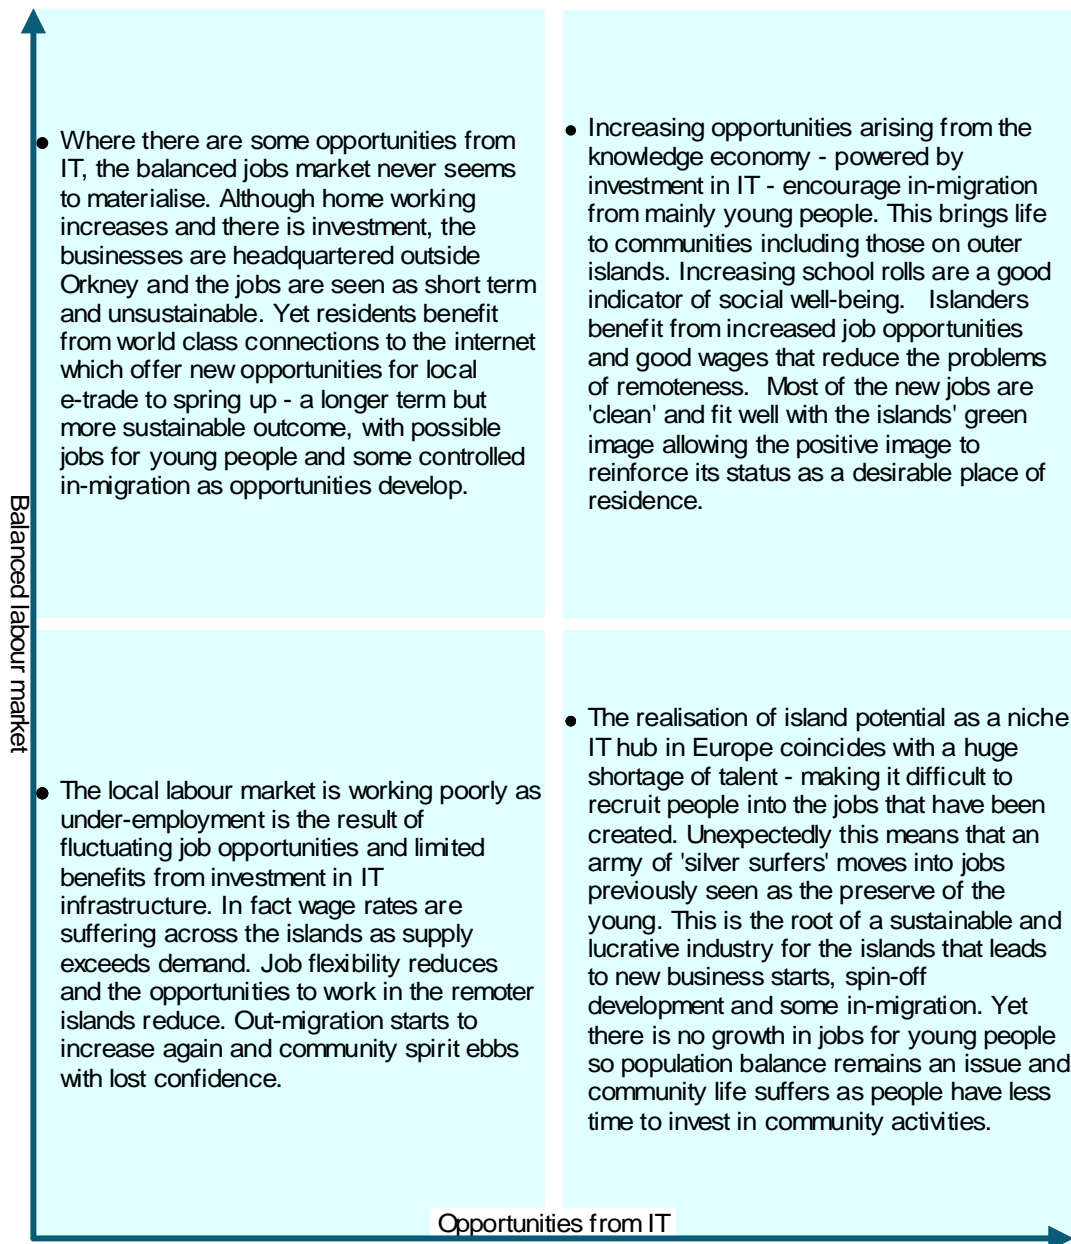 • Where there are some opportunities from
IT, the balanced jobs market never seems
to materialise. Although home working
increases and there is investment, the
businesses are headquartered outside
Orkney and the jobs are seen as short term
and unsustainable. Yet residents benefit
from world class connections to the internet
which offer new opportunities for local
e-trade to spring up - a longer term but
more sustainable outcome, with possible
jobs for young people and some controlled
in-migration as opportunities develop.
• Increasing opportunities arising from the
knowledge economy - powered by
investment in IT - encourage in-migration
from mainly young people. This brings life
to communities including those on outer
islands. Increasing school rolls are a good
indicator of social well-being. Islanders
benefit from increased job opportunities
and good wages that reduce the problems
of remoteness. Most of the new jobs are
'clean' and fit well with the islands' green
image allowing the positive image to
reinforce its status as a desirable place of
residence.
Balanced labour market
• The local labour market is working poorly as
under-employment is the result of
fluctuating job opportunities and limited
benefits from investment in IT
infrastructure. In fact wage rates are
suffering across the islands as supply
exceeds demand. Job flexibility reduces
and the opportunities to work in the remoter
islands reduce. Out-migration starts to
increase again and community spirit ebbs
with lost confidence.
• The realisation of island potential as a niche
IT hub in Europe coincides with a huge
shortage of talent - making it difficult to
recruit people into the jobs that have been
created. Unexpectedly this means that an
army of 'silver surfers' moves into jobs
previously seen as the preserve of the
young. This is the root of a sustainable and
lucrative industry for the islands that leads
to new business starts, spin-off
development and some in-migration. Yet
there is no growth in jobs for young people
so population balance remains an issue and
community life suffers as people have less
time to invest in community activities.
Opportunities from IT